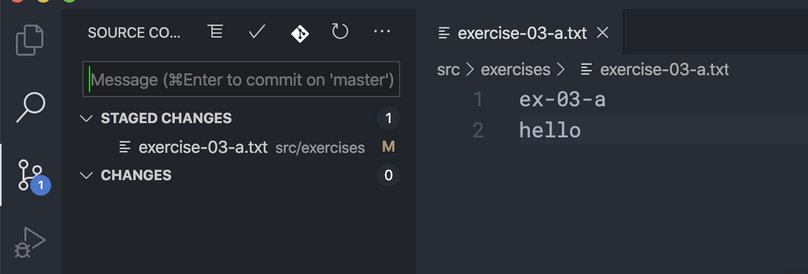 SOURCE CO...
Message (⌘Enter to commit on 'master')
STAGED CHANGES 1
exercise-03-a.txt src/exercises M
CHANGES 0
1
exercise-03-a.txt
src > exercises > exercise-03-a.txt
1 ex-03-a
2 hello